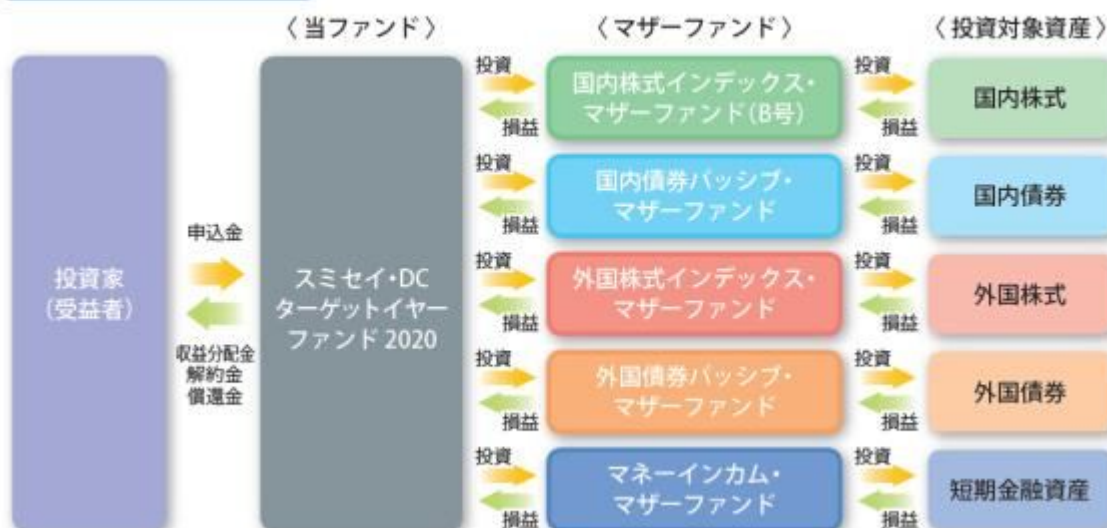 〈当ファンド〉
〈マザーファンド〉
〈投資対象資産〉
投資家
(受益者)
申込金
収益分配金
解約金
償還金
スミセイ・DC
ターゲットイヤー
ファンド2020
投資
損益
国内株式インデックス・
マザーファンド(B号)
投資
損益
国内株式
投資
損益
国内債券パッシブ・
マザーファンド
投資
損益
国内債券
投資
損益
外国株式インデックス・
マザーファンド
投資
損益
外国株式
投資
損益
外国債券パッシブ・
マザーファンド
投資
損益
外国債券
投資
損益
マネーインカム・
マザーファンド
投資
損益
短期金融資産